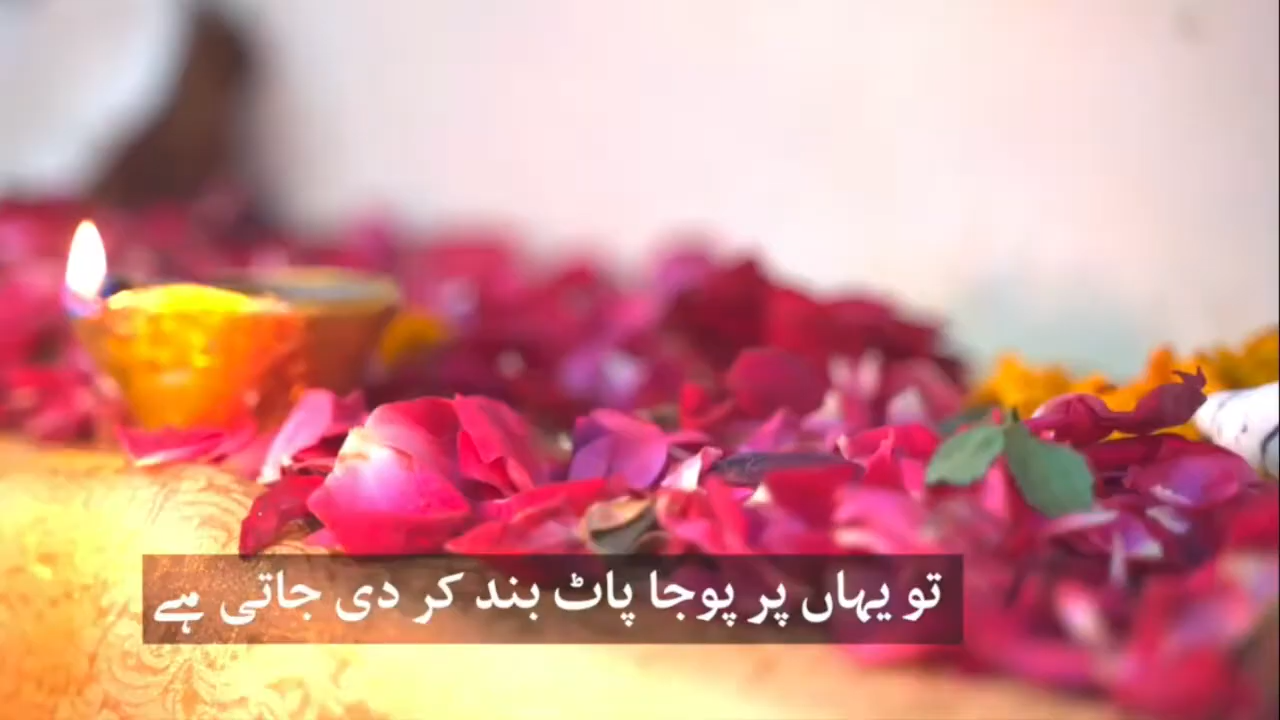 تو یہاں پر پوجا پاٹ بند کر دی جاتی ہے